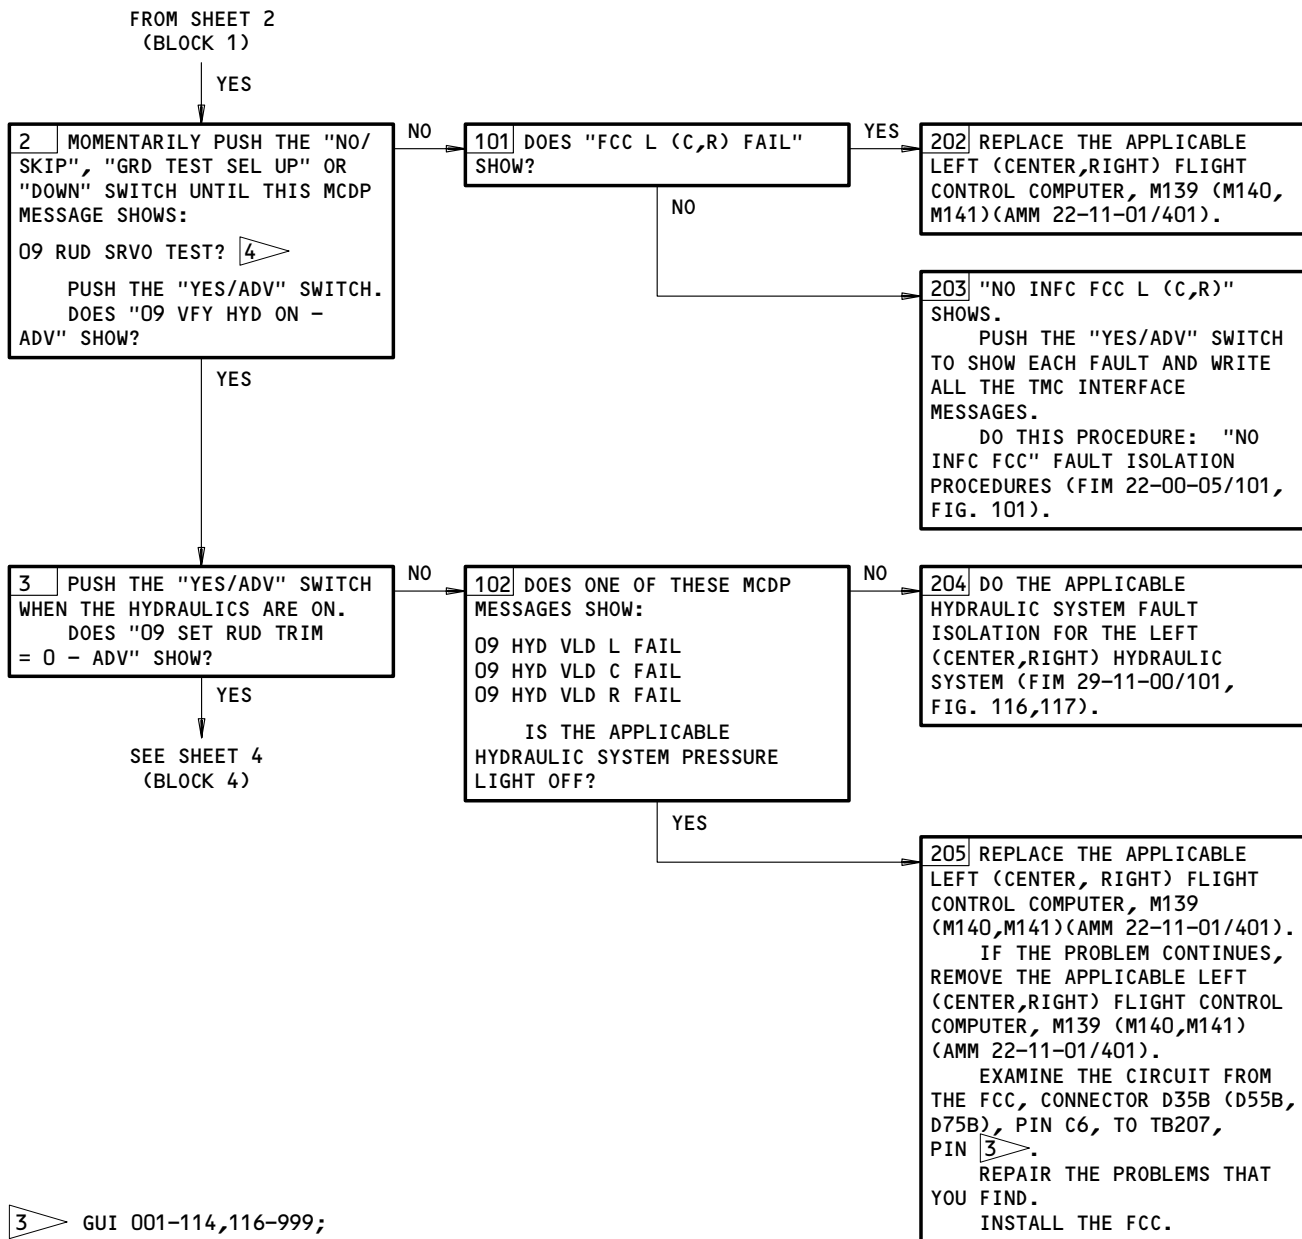 FROM SHEET 2
(BLOCK 1)
YES
2 MOMENTARILY PUSH THE "NO/
SKIP", "GRD TEST SEL UP" OR
"DOWN" SWITCH UNTIL THIS MCDP
MESSAGE SHOWS:
09 RUD SRVO TEST? 4
PUSH THE "YES/ADV" SWITCH.
DOES "09 VFY HYD ON –
ADV" SHOW?
NO
101 DOES "FCC L (C,R) FAIL"
SHOW?
YES
202 REPLACE THE APPLICABLE
LEFT (CENTER,RIGHT) FLIGHT
CONTROL COMPUTER, M139 (M140,
M141)(AMM 22-11-01/401).
NO
203 "NO INFC FCC L (C,R)"
SHOWS.
PUSH THE "YES/ADV" SWITCH
TO SHOW EACH FAULT AND WRITE
ALL THE TMC INTERFACE
MESSAGES.
DO THIS PROCEDURE: "NO
INFC FCC" FAULT ISOLATION
PROCEDURES (FIM 22-00-05/101,
FIG. 101).
YES
3 PUSH THE "YES/ADV" SWITCH
WHEN THE HYDRAULICS ARE ON.
DOES "09 SET RUD TRIM
= 0 – ADV" SHOW?
NO
102 DOES ONE OF THESE MCDP
MESSAGES SHOW:
09 HYD VLD L FAIL
09 HYD VLD C FAIL
09 HYD VLD R FAIL
IS THE APPLICABLE
HYDRAULIC SYSTEM PRESSURE
LIGHT OFF?
NO
204 DO THE APPLICABLE
HYDRAULIC SYSTEM FAULT
ISOLATION FOR THE LEFT
(CENTER,RIGHT) HYDRAULIC
SYSTEM (FIM 29-11-00/101,
FIG. 116,117).
YES
SEE SHEET 4
(BLOCK 4)
YES
205 REPLACE THE APPLICABLE
LEFT (CENTER, RIGHT) FLIGHT
CONTROL COMPUTER, M139
(M140,M141)(AMM 22-11-01/401).
IF THE PROBLEM CONTINUES,
REMOVE THE APPLICABLE LEFT
(CENTER,RIGHT) FLIGHT CONTROL
COMPUTER, M139 (M140,M141)
(AMM 22-11-01/401).
EXAMINE THE CIRCUIT FROM
THE FCC, CONNECTOR D35B (D55B,
D75B), PIN C6, TO TB207,
PIN 3.
REPAIR THE PROBLEMS THAT
YOU FIND.
INSTALL THE FCC.
3 GUI 001-114,116-999;